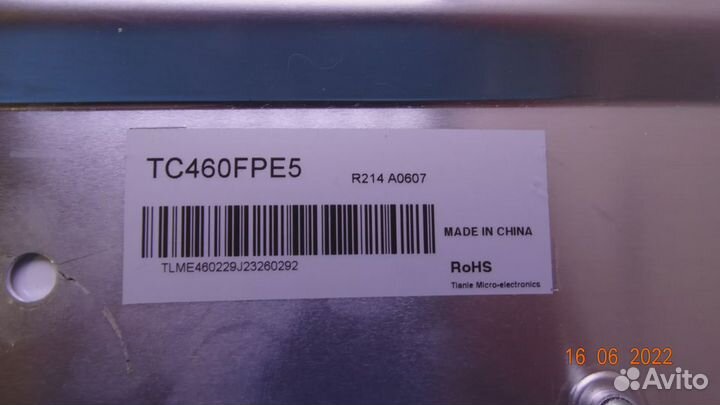 TC460FPE5
R214 A0607
MADE IN CHINA
TLME460229J23260292
RoHS
Tianle Micro-electronics
16 06 2022
Avito